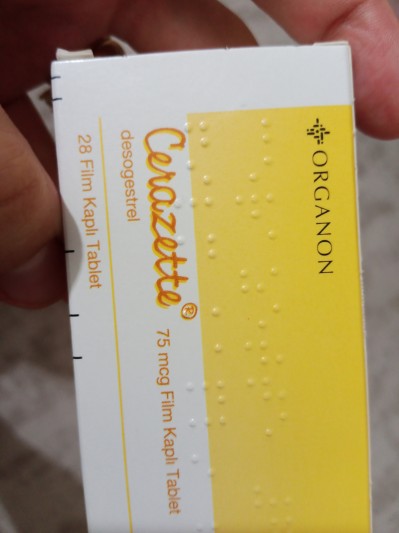 ORGANON
Cerazette® 75 mcg Film Kaplı Tablet
desogestrel
28 Film Kaplı Tablet